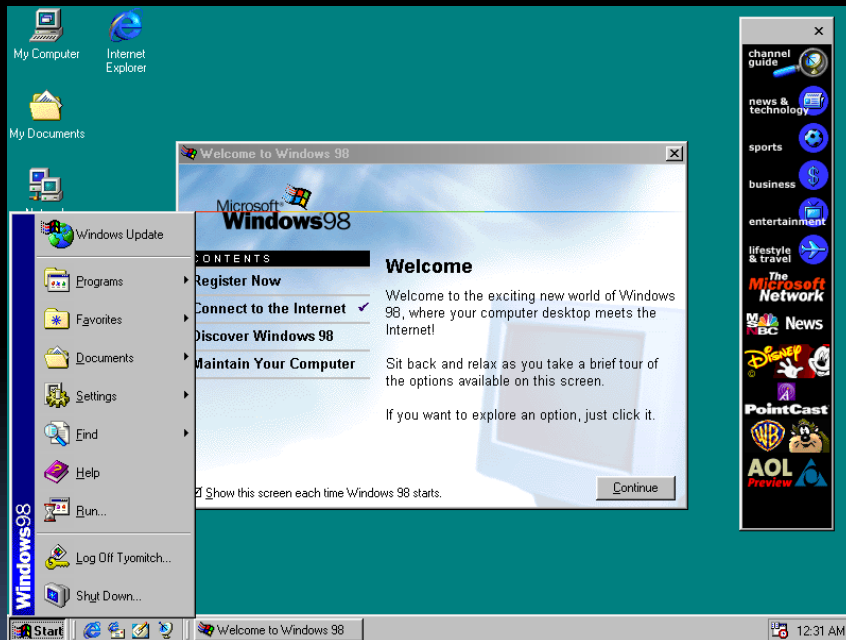 My Computer
Internet
Explorer
My Documents
Welcome to Windows 98
Microsoft
Windows98
CONTENTS
Register Now
Connect to the Internet
Discover Windows 98
Maintain Your Computer
Show this screen each time Windows 98 starts.
Welcome
Welcome to the exciting new world of Windows
98, where your computer desktop meets the
Internet!
Sit back and relax as you take a brief tour of
the options available on this screen.
If you want to explore an option, just click it.
Continue
channel
guide
news &
technology
sports
business
entertainment
lifestyle
& travel
The
Microsoft
Network
MSNBC News
Disney
PointCast
WB
AOL
Preview
Windows Update
Programs
Favorites
Documents
Settings
Find
Help
Run...
Log Off Tyomitch...
Shut Down...
Windows98
Start
Welcome to Windows 98
12:31 AM